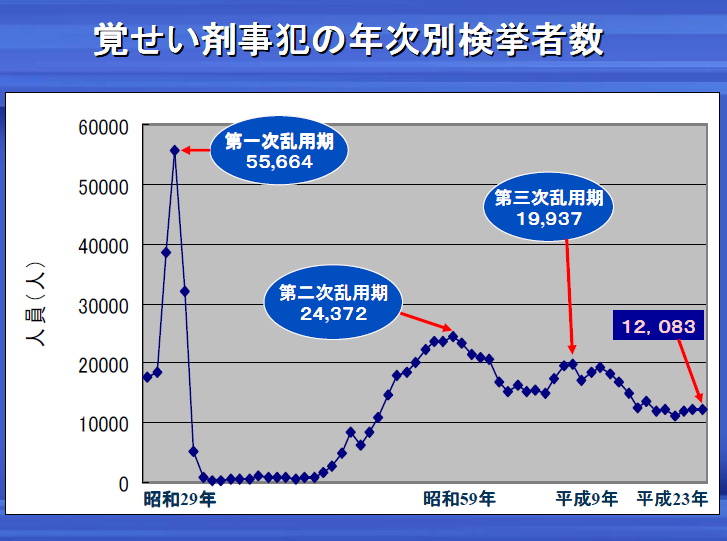 覚せい剤事犯の年次別検挙者数
60000
50000
40000
30000
20000
10000
0
人員(人)
第一次乱用期
55,664
第二次乱用期
24,372
第三次乱用期
19,937
12,083
昭和29年
昭和59年
平成9年
平成23年